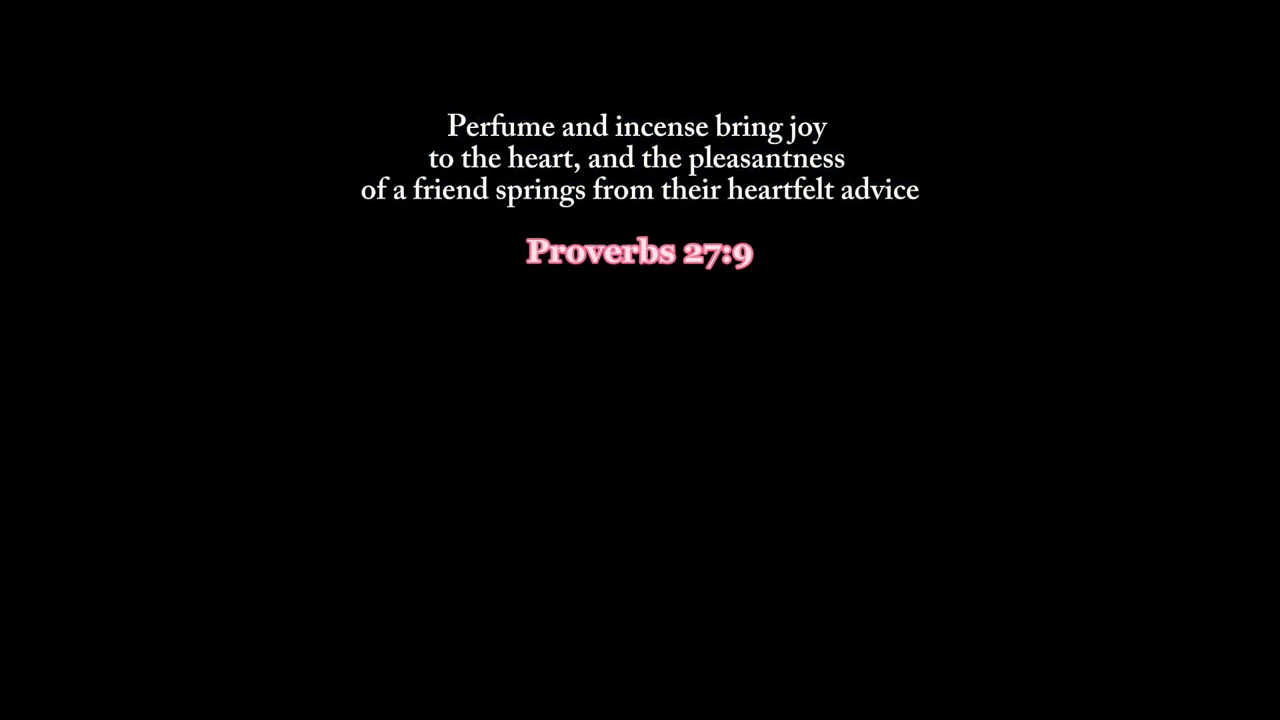 Perfume and incense bring joy
to the heart, and the pleasantness
of a friend springs from their heartfelt advice
Proverbs 27:9